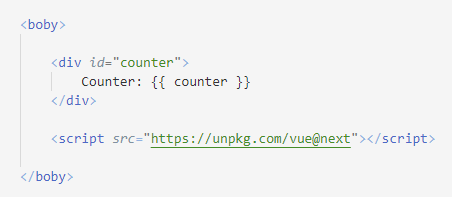 <boby>
<div id="counter">
Counter: {{ counter }}
</div>
<script src="https://unpkg.com/vue@next"></script>
</boby>